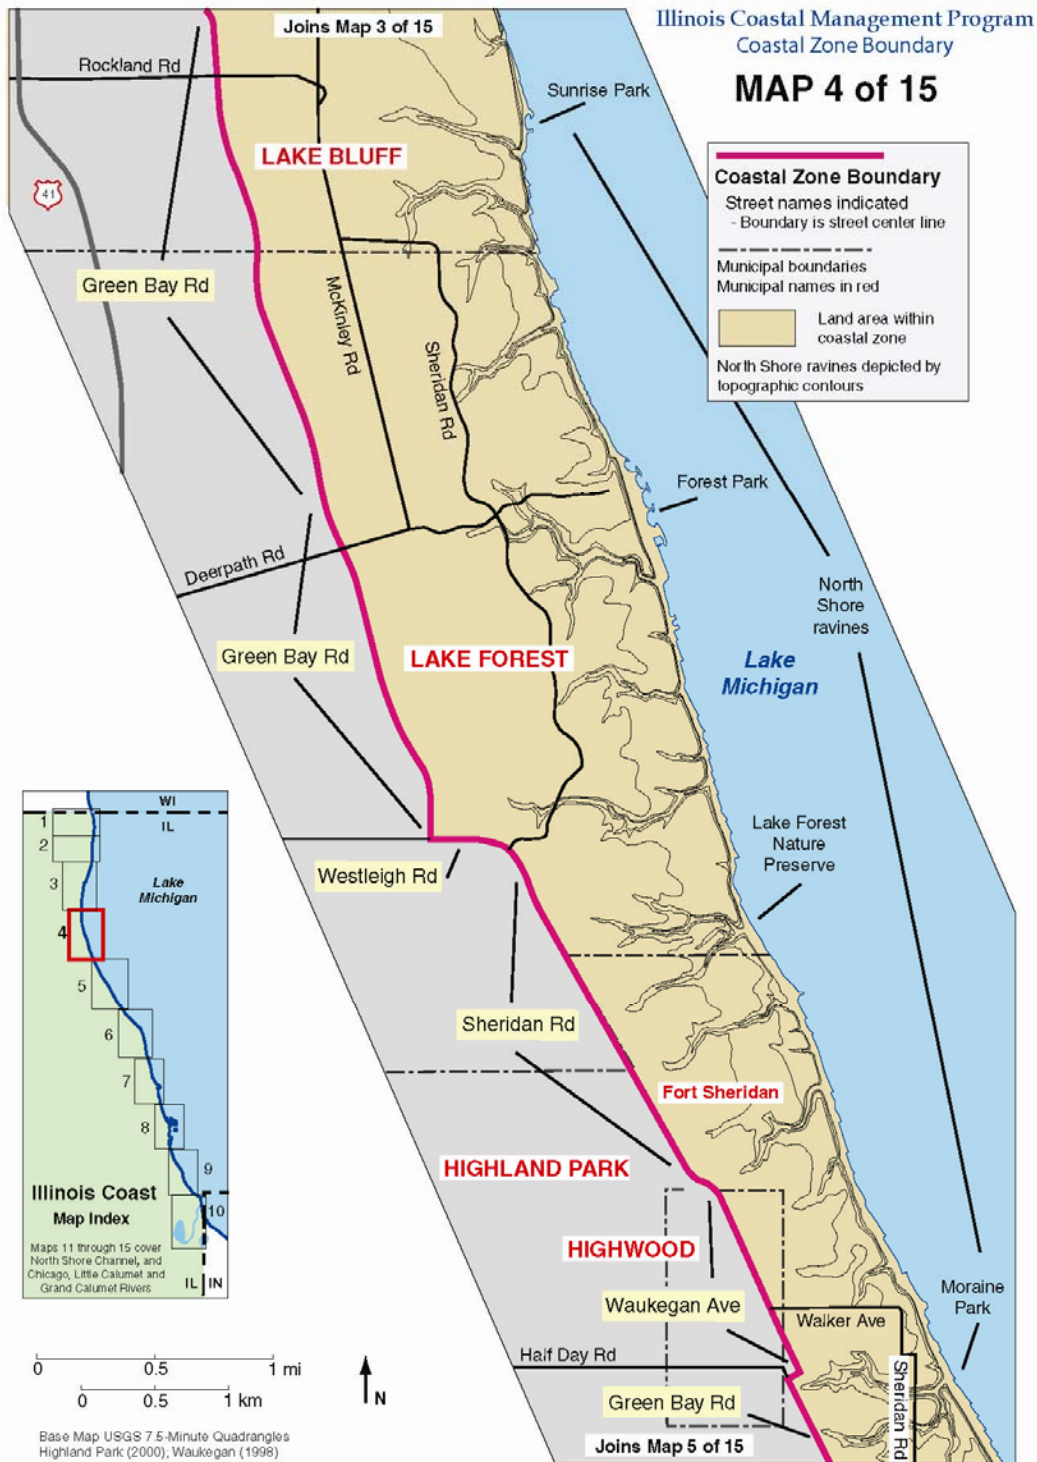 Joins Map 3 of 15
Illinois Coastal Management Program
Coastal Zone Boundary
MAP 4 of 15
Rockland Rd
Sunrise Park
LAKE BLUFF
41
Coastal Zone Boundary
Street names indicated
- Boundary is street center line
Municipal boundaries
Municipal names in red
Land area within
coastal zone
North Shore ravines depicted by
topographic contours
Green Bay Rd
McKinley Rd
Sheridan Rd
Forest Park
Deerpath Rd
North
Shore
ravines
Green Bay Rd
LAKE FOREST
Lake
Michigan
Lake Forest
Nature
Preserve
Westleigh Rd
WI
IL
1
2
3
Lake
Michigan
4
5
6
7
8
9
10
Illinois Coast
Map Index
Maps 11 through 15 cover
North Shore Channel, and
Chicago, Little Calumet and
Grand Calumet Rivers
IL
IN
Sheridan Rd
Fort Sheridan
HIGHLAND PARK
HIGHWOOD
Waukegan Ave
Moraine
Park
Walker Ave
Half Day Rd
Sheridan Rd
Green Bay Rd
Joins Map 5 of 15
0 0.5 1 mi
0 0.5 1 km
N
Base Map USGS 7.5-Minute Quadrangles
Highland Park (2000); Waukegan (1998)